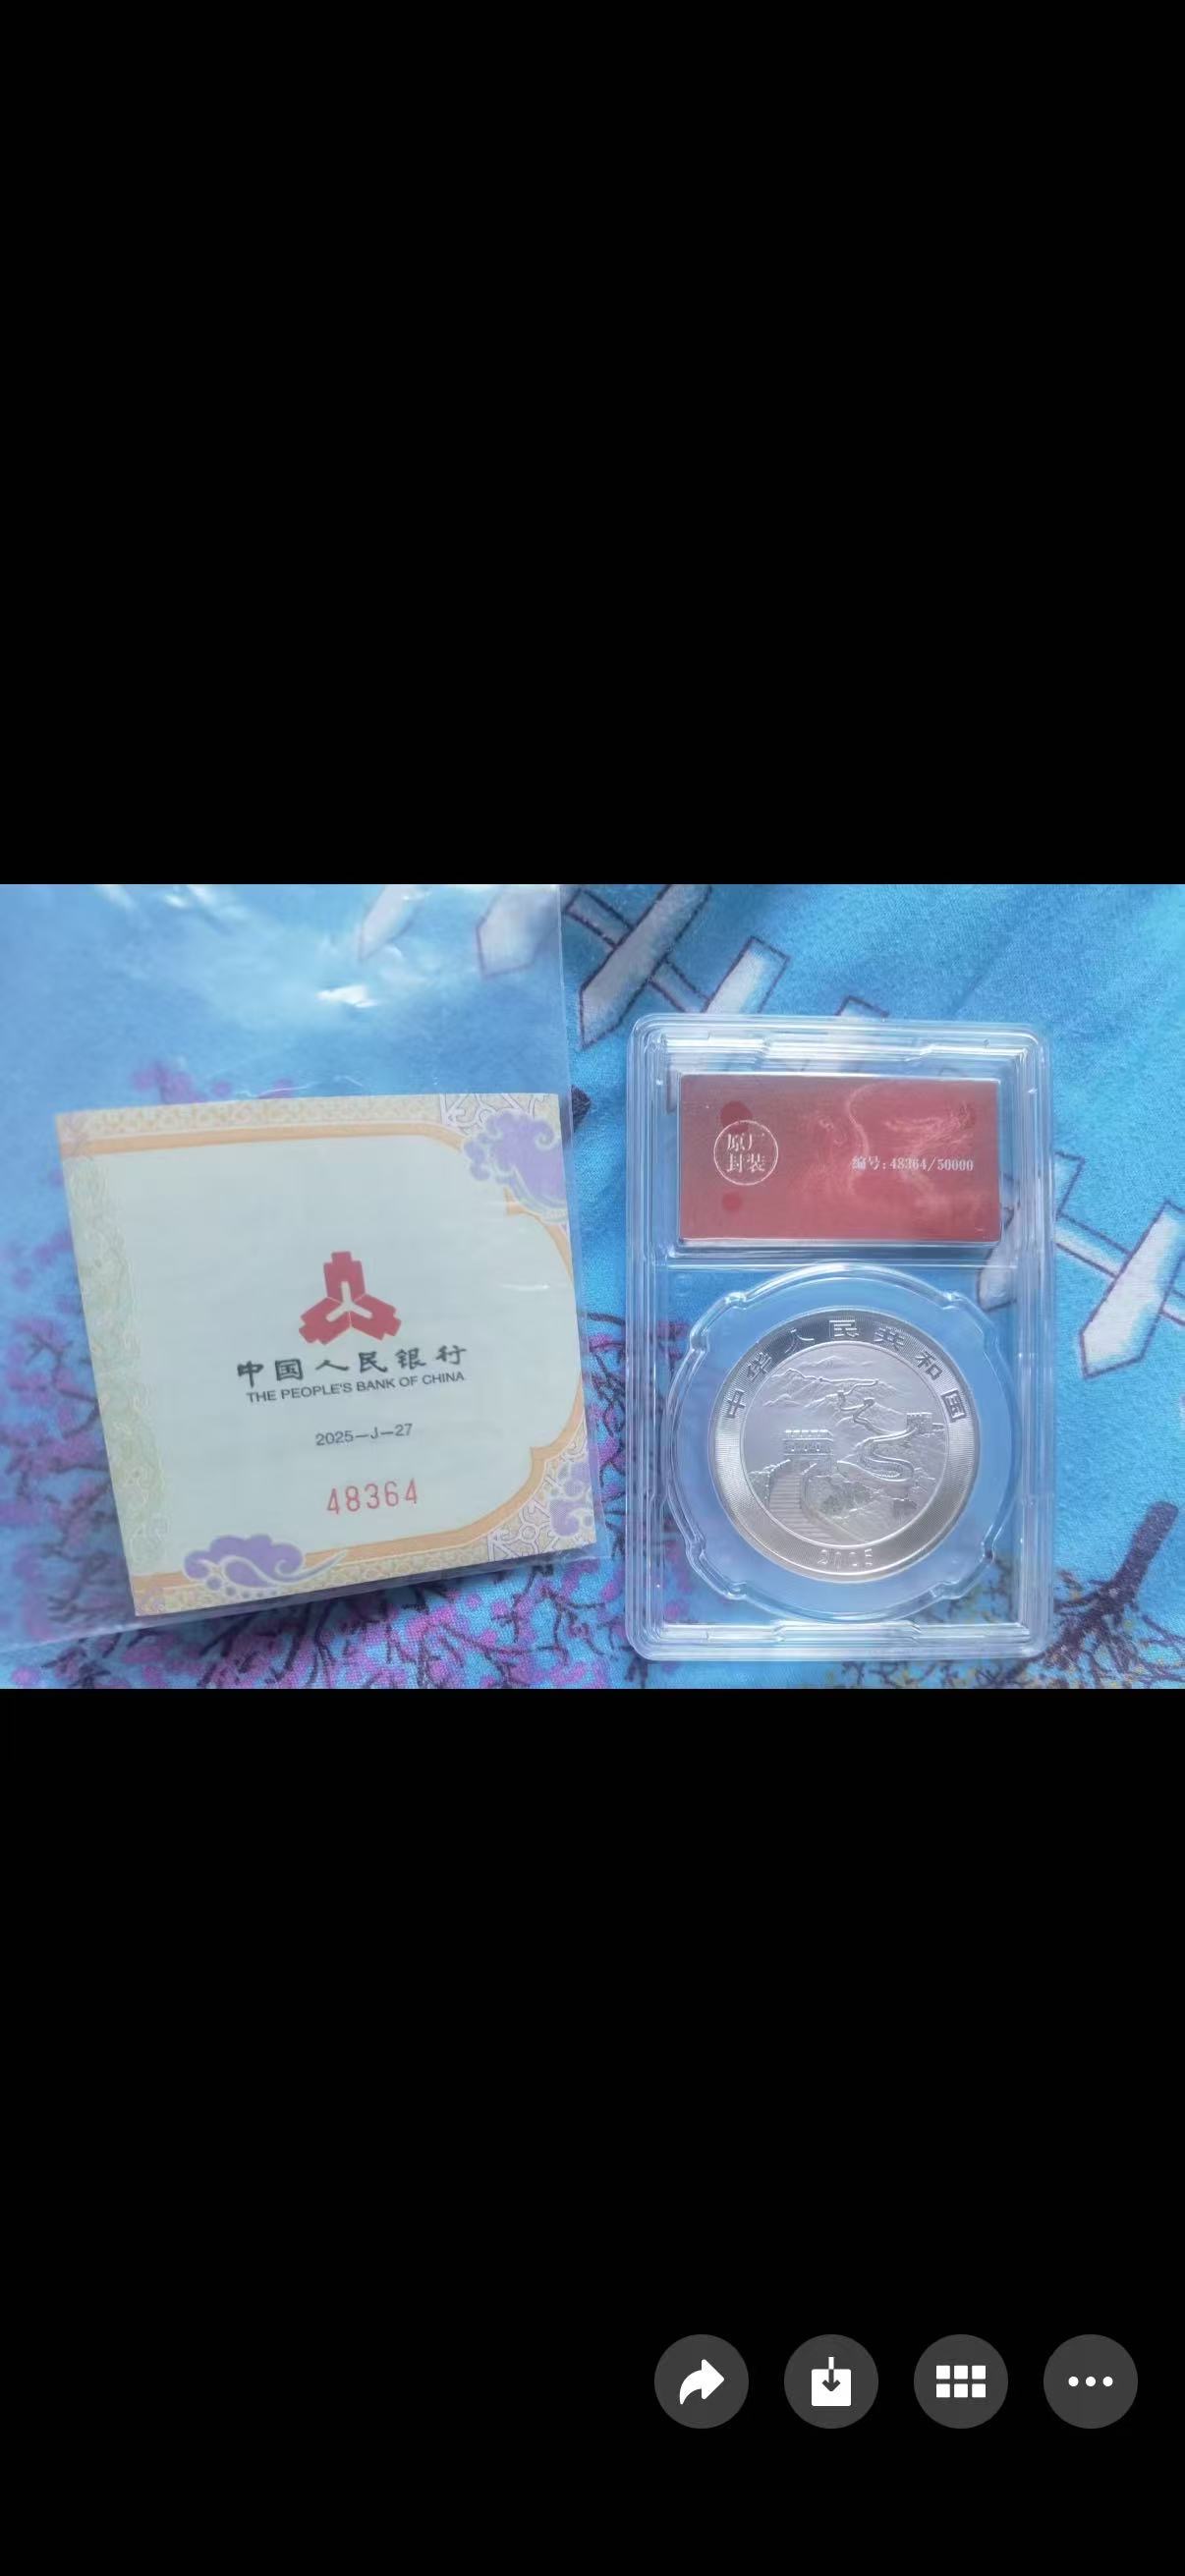 中国人民银行
THE PEOPLE'S BANK OF CHINA
2025-J-27
48364
原厂
封装
编号:48364/50000
中华人民共和国
2025